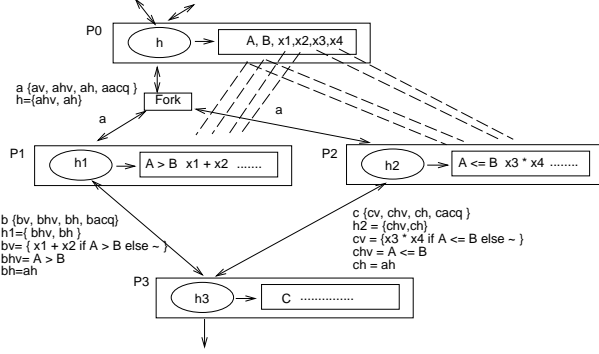 P0
h
A, B, x1,x2,x3,x4
a {av, ahv, ah, aacq }
h={ahv, ah}
Fork
a
a
P1
h1
A > B x1 + x2 .......
P2
h2
A <= B x3 * x4 ........
b {bv, bhv, bh, bacq}
h1={ bhv, bh }
bv= { x1 + x2 if A > B else ~ }
bhv= A > B
bh=ah
c {cv, chv, ch, cacq }
h2 = {chv,ch}
cv = {x3 * x4 if A <= B else ~ }
chv = A <= B
ch = ah
P3
h3
C ...............